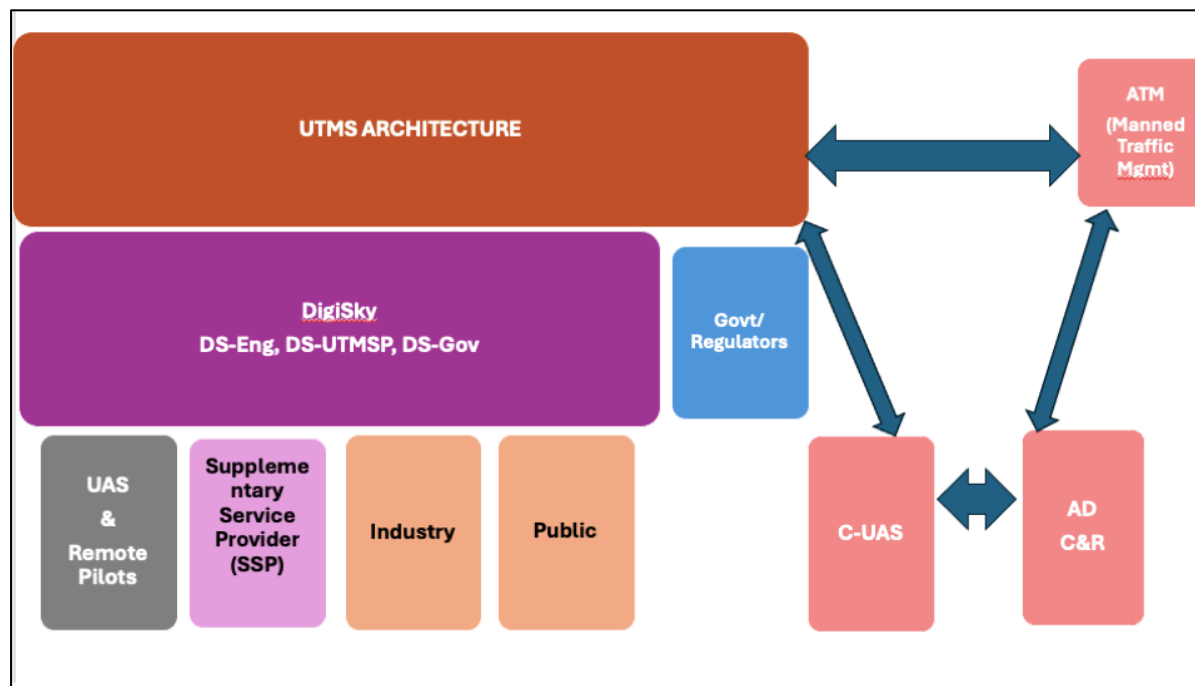 UTMS ARCHITECTURE
ATM
(Manned
Traffic
Mgmt)
DigiSky
DS-Eng, DS-UTMSP, DS-Gov
Govt/
Regulators
UAS
&
Remote
Pilots
Suppleme
ntary
Service
Provider
(SSP)
Industry
Public
C-UAS
AD
C&R